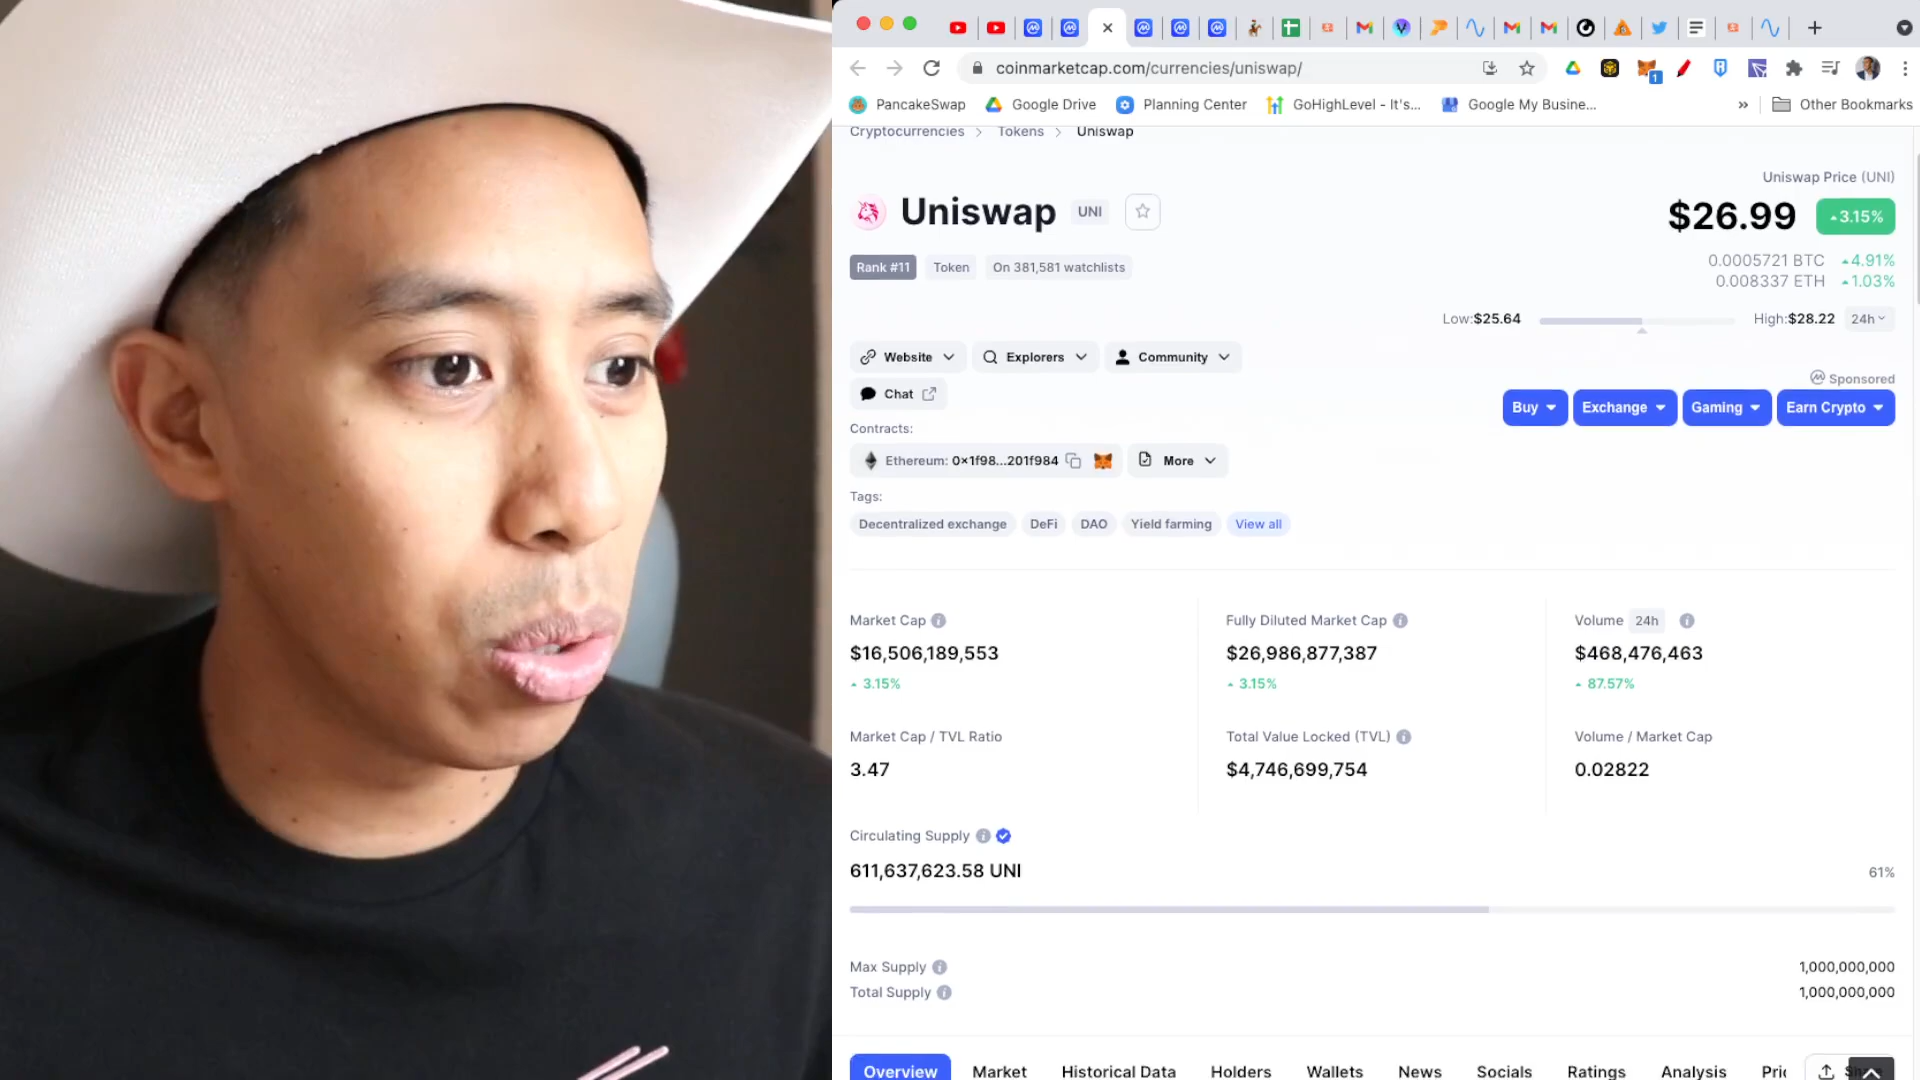 coinmarketcap.com/currencies/uniswap/
1
PancakeSwap Google Drive Planning Center GoHighLevel - It's... Google My Busine... » Other Bookmarks
Cryptocurrencies > Tokens > Uniswap
Uniswap Price (UNI)
Uniswap UNI
$26.99 3.15%
Rank #11 Token On 381,581 watchlists
0.0005721 BTC 4.91%
0.008337 ETH 1.03%
Low:$25.64 High:$28.22 24h
Website Explorers Community
Chat
Sponsored
Buy Exchange Gaming Earn Crypto
Contracts:
Ethereum: 0x1f98...201f984 More
Tags:
Decentralized exchange DeFi DAO Yield farming View all
Market Cap Fully Diluted Market Cap Volume 24h
$16,506,189,553 $26,986,877,387 $468,476,463
3.15% 3.15% 87.57%
Market Cap / TVL Ratio Total Value Locked (TVL) Volume / Market Cap
3.47 $4,746,699,754 0.02822
Circulating Supply
611,637,623.58 UNI 61%
Max Supply 1,000,000,000
Total Supply 1,000,000,000
Overview Market Historical Data Holders Wallets News Socials Ratings Analysis